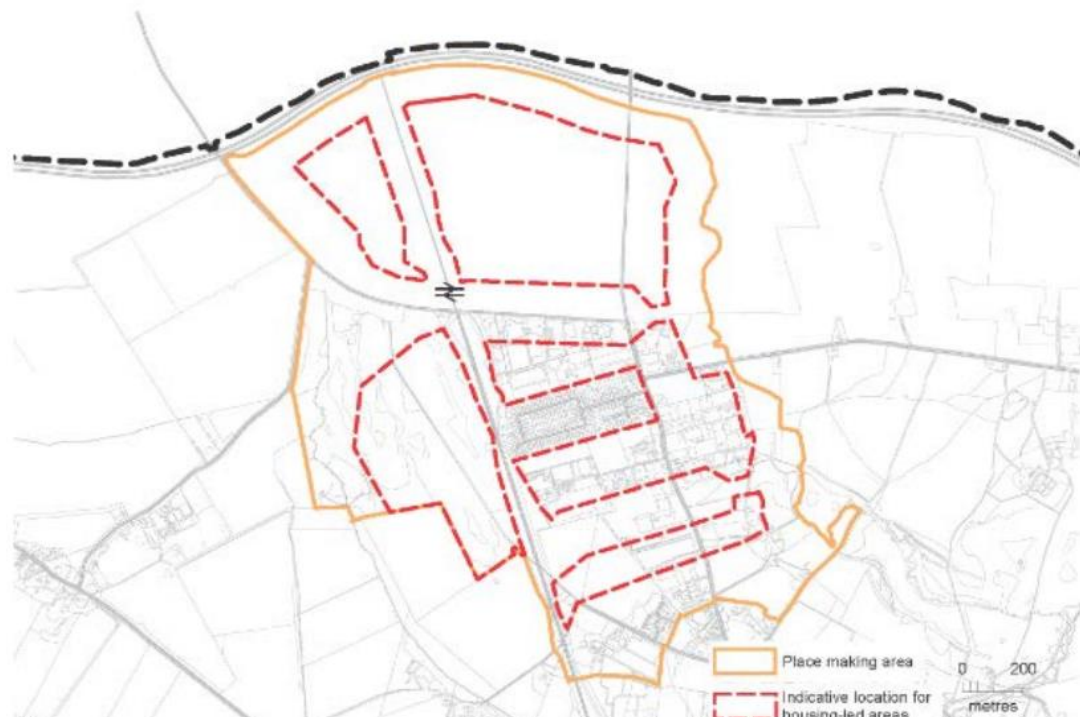 Place making area
Indicative location for
housing-led areas
0 200
metres